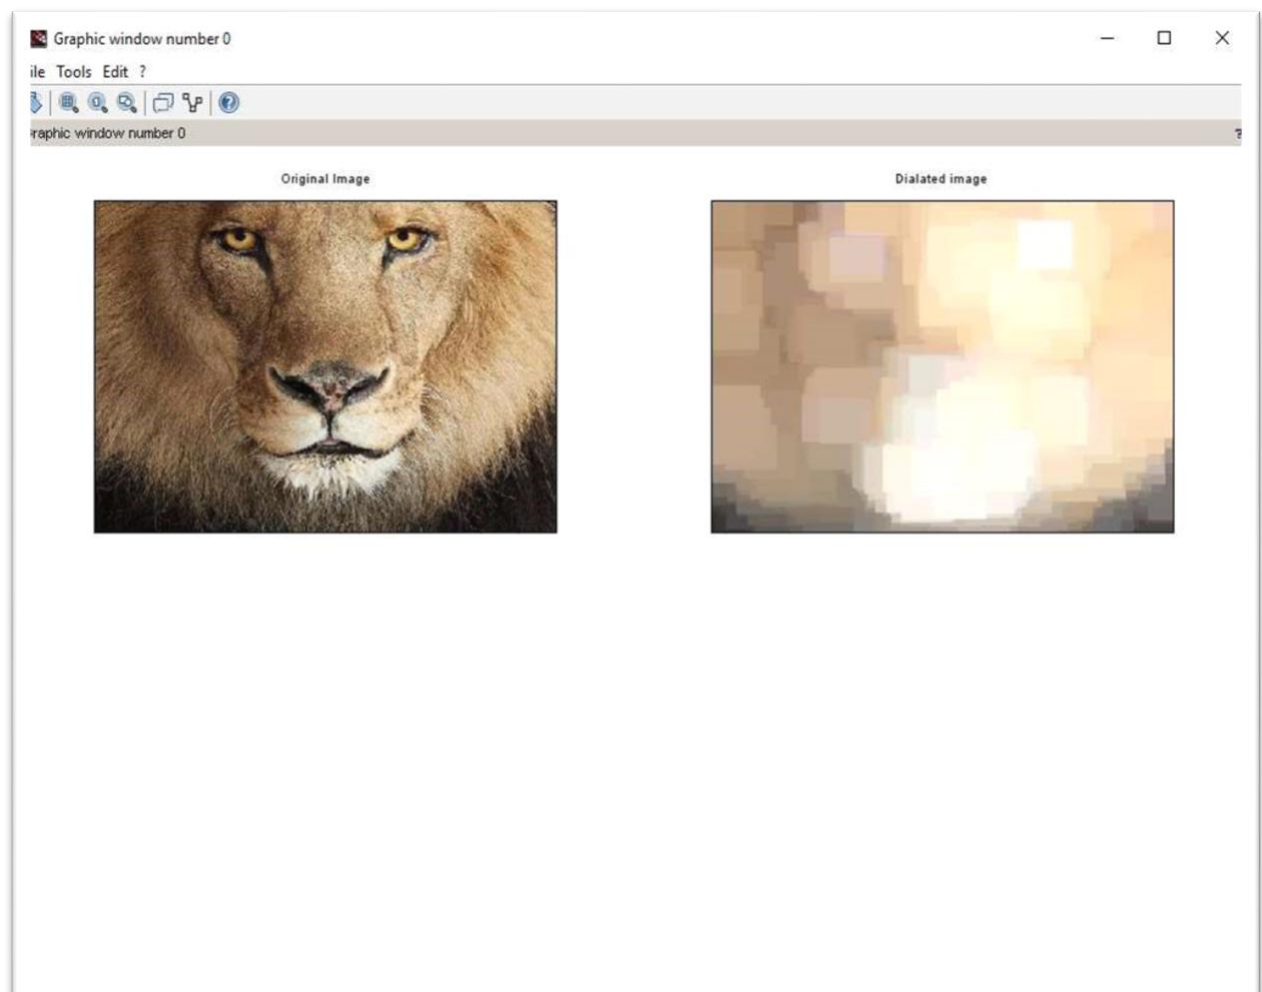 Graphic window number 0
ile Tools Edit ?
raphic window number 0 ?
Original Image
Dialated image